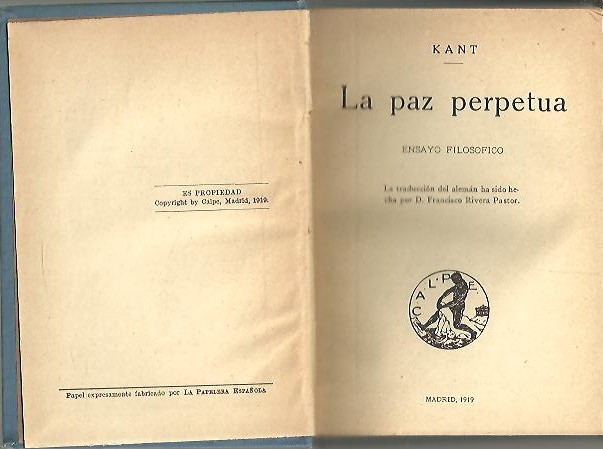 ES PROPIEDAD
Copyright by Calpe, Madrid, 1919.
Papel expresamente fabricado por LA PAPELERA ESPAÑOLA
KANT
La paz perpetua
ENSAYO FILOSOFICO
La traducción del alemán ha sido he-
cha por D. Francisco Rivera Pastor.
CALPE
MADRID, 1919